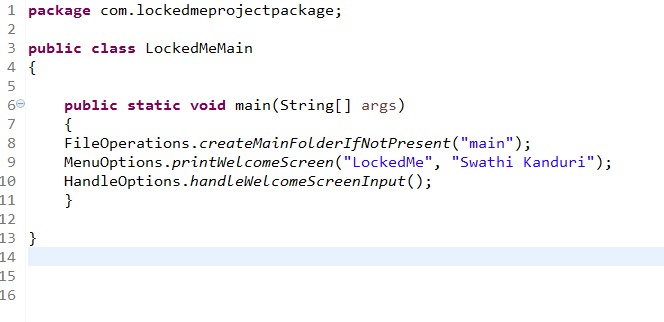 1 package com.lockedmeprojectpackage;
2
3 public class LockedMeMain
4 {
5
6 public static void main(String[] args)
7 {
8 FileOperations.createMainFolderIfNotPresent("main");
9 MenuOptions.printWelcomeScreen("LockedMe", "Swathi Kanduri");
10 HandleOptions.handleWelcomeScreenInput();
11 }
12
13 }
14
15
16